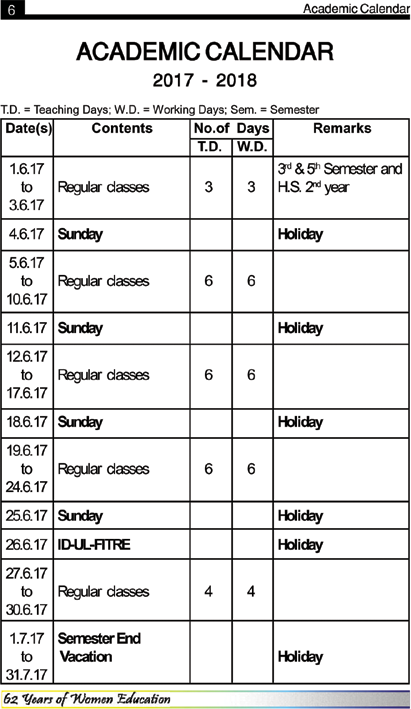 6 Academic Calendar
ACADEMIC CALENDAR
2017 - 2018
T.D. = Teaching Days; W.D. = Working Days; Sem. = Semester
Date(s) Contents No.of Days Remarks
T.D. W.D.
1.6.17 to 3.6.17 Regular classes 3 3 3rd & 5th Semester and H.S. 2nd year
4.6.17 Sunday Holiday
5.6.17 to 10.6.17 Regular classes 6 6
11.6.17 Sunday Holiday
12.6.17 to 17.6.17 Regular classes 6 6
18.6.17 Sunday Holiday
19.6.17 to 24.6.17 Regular classes 6 6
25.6.17 Sunday Holiday
26.6.17 ID-UL-FITRE Holiday
27.6.17 to 30.6.17 Regular classes 4 4
1.7.17 to 31.7.17 Semester End Vacation Holiday
62 Years of Women Education